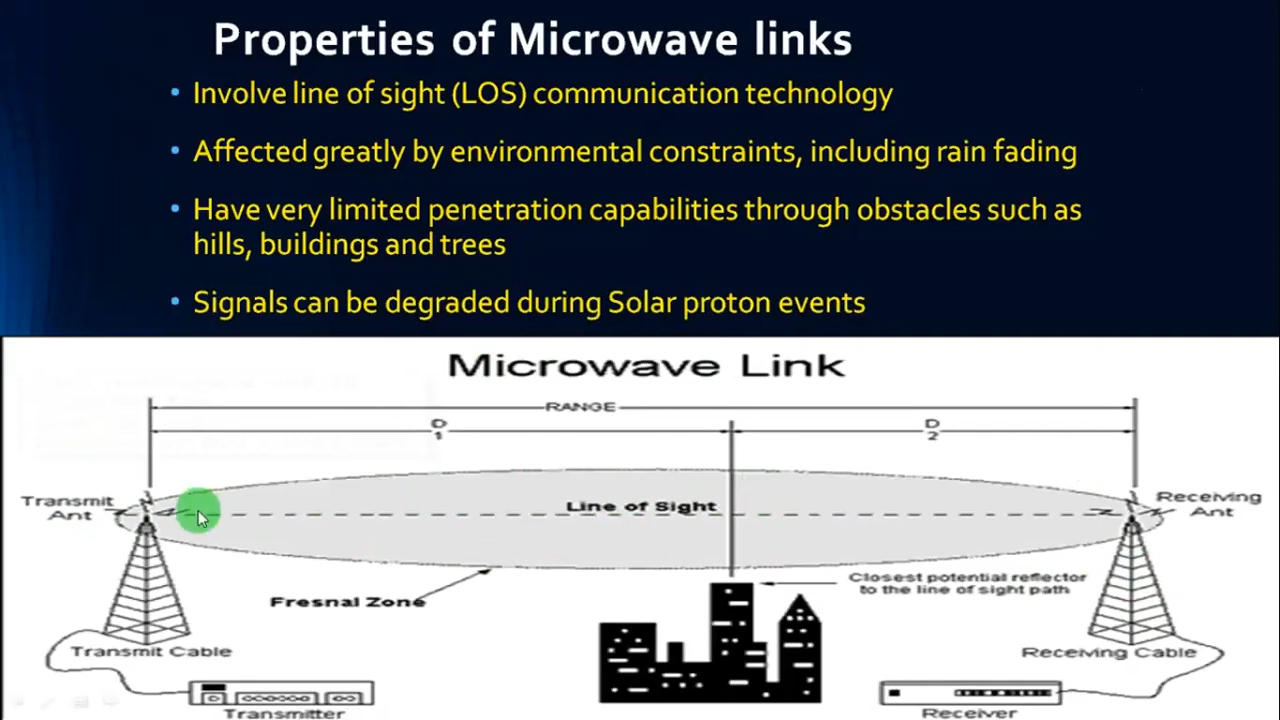 Properties of Microwave links
• Involve line of sight (LOS) communication technology
• Affected greatly by environmental constraints, including rain fading
• Have very limited penetration capabilities through obstacles such as
hills, buildings and trees
• Signals can be degraded during Solar proton events
Microwave Link
RANGE
D
1
D
2
Transmit
Ant
Line of Sight
Receiving
Ant
Closest potential reflector
to the line of sight path
Fresnal Zone
Transmit Cable
Receiving Cable
Transmitter
Receiver